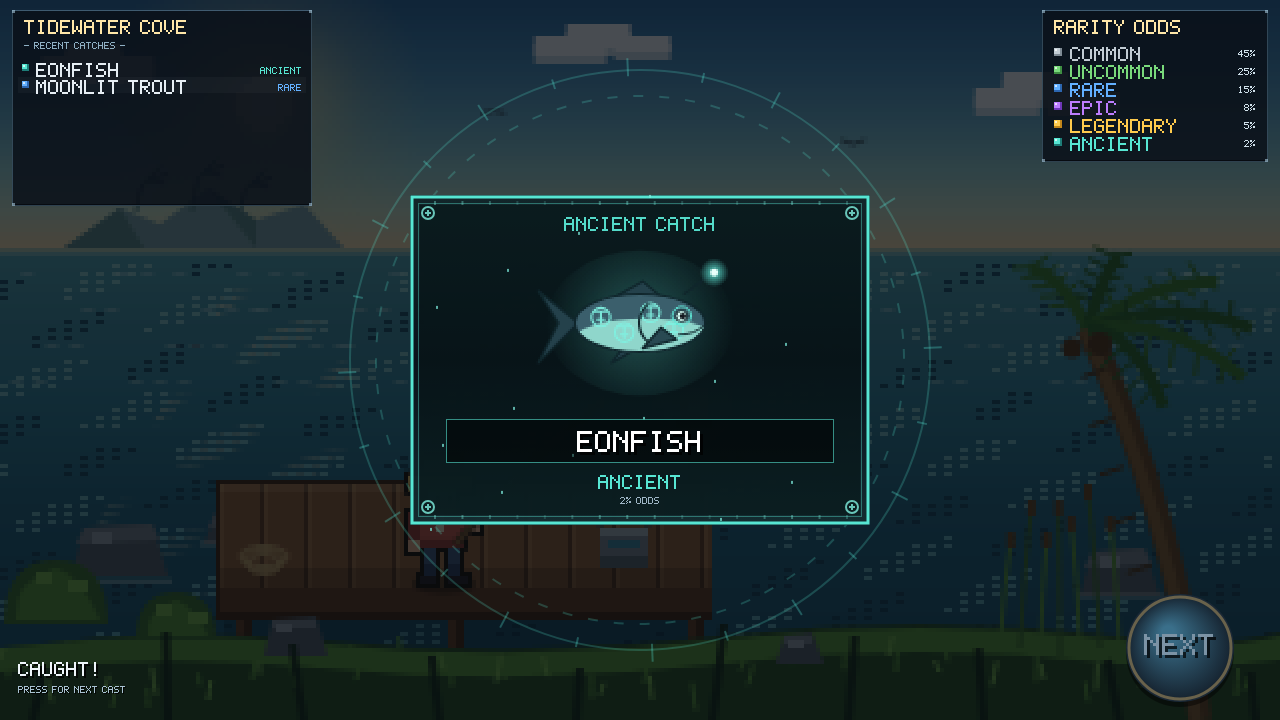 TIDEWATER COVE
- RECENT CATCHES -
EONFISH ANCIENT
MOONLIT TROUT RARE
RARITY ODDS
COMMON 45%
UNCOMMON 25%
RARE 15%
EPIC 8%
LEGENDARY 5%
ANCIENT 2%
ANCIENT CATCH
EONFISH
ANCIENT
2% ODDS
CAUGHT!
PRESS FOR NEXT CAST
NEXT